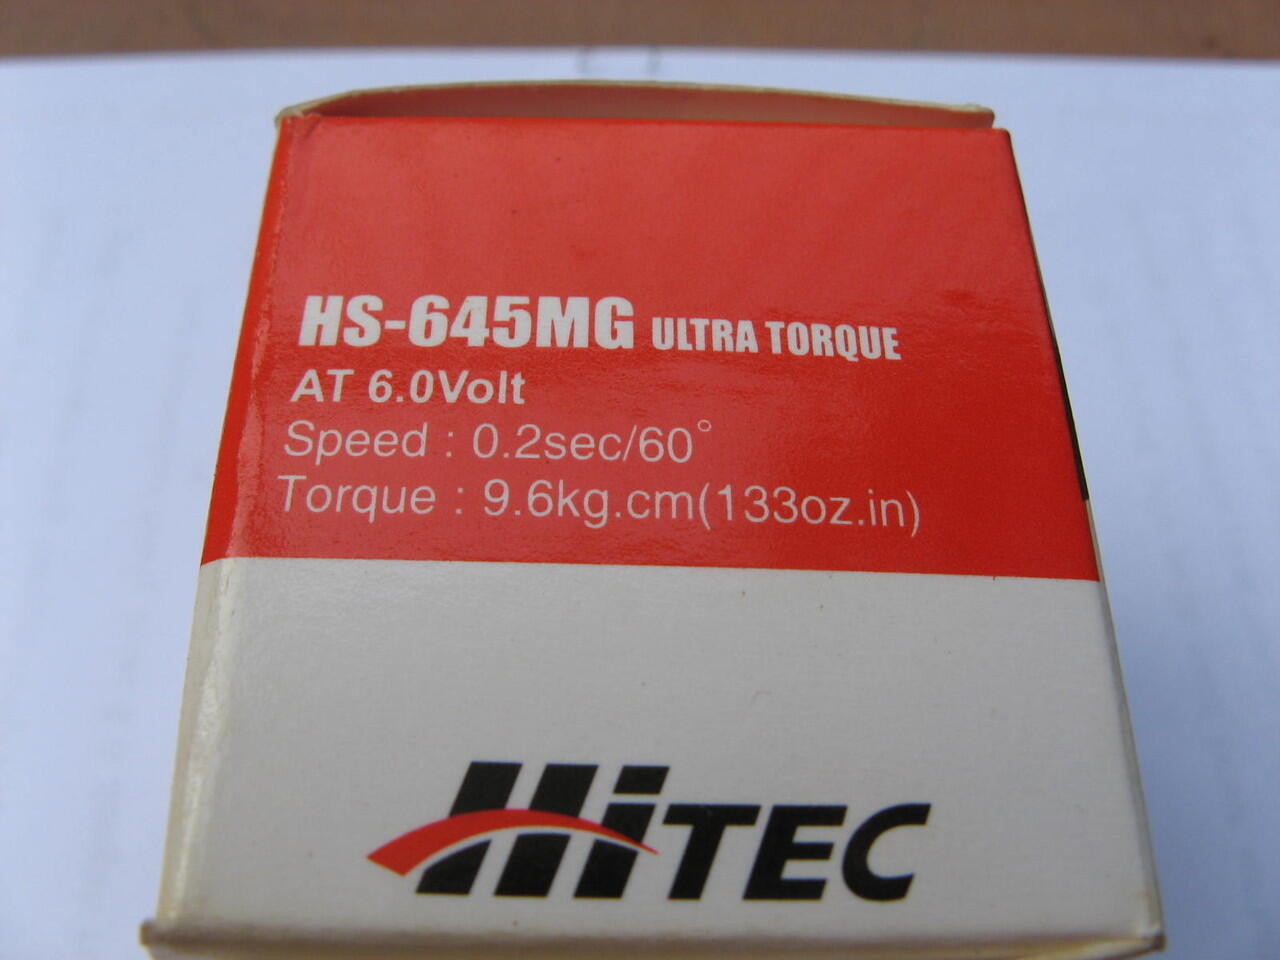 HS-645MG ULTRA TORQUE
AT 6.0Volt
Speed : 0.2sec/60°
Torque : 9.6kg.cm(133oz.in)
HiTEC